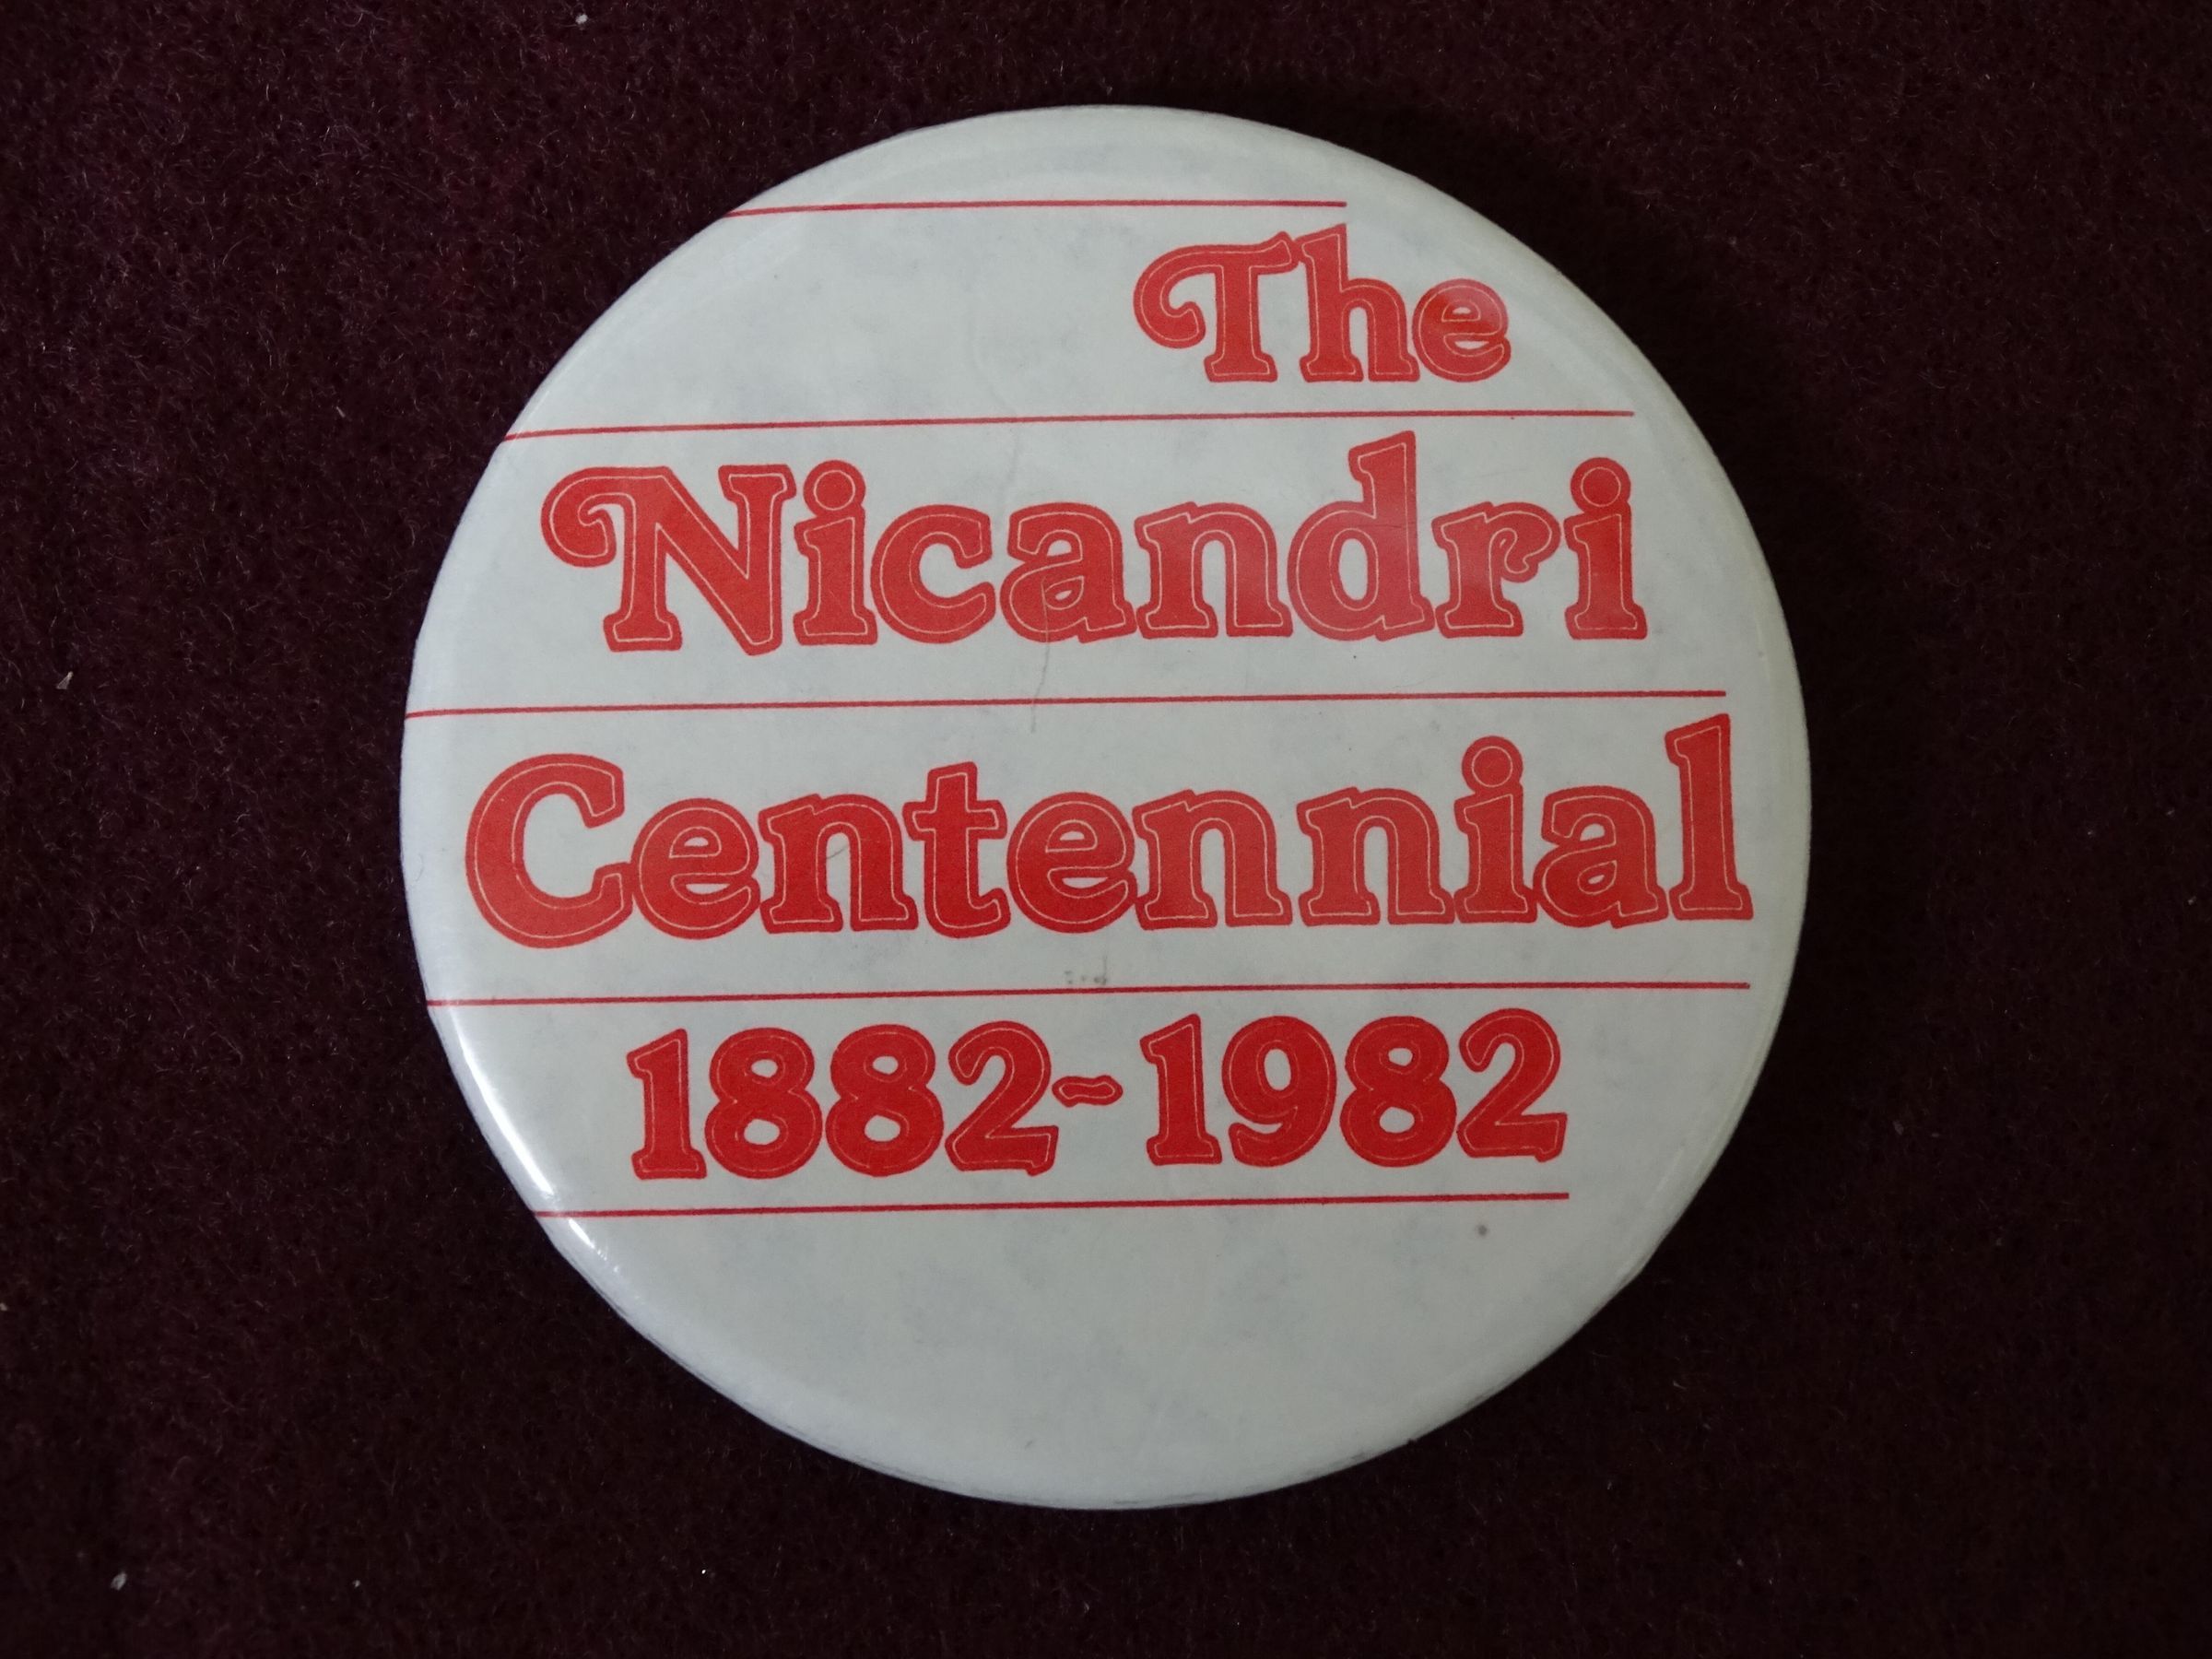 The
Nicandri
Centennial
1882-1982